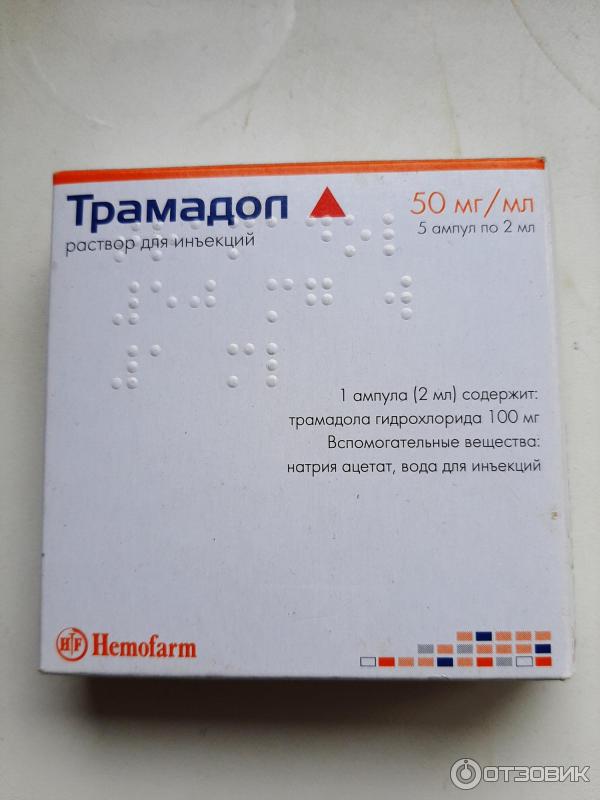 Трамадол
50 мг/мл
раствор для инъекций
5 ампул по 2 мл
1 ампула (2 мл) содержит:
трамадола гидрохлорида 100 мг
Вспомогательные вещества:
натрия ацетат, вода для инъекций
HTF Hemofarm
ОТЗОВИК